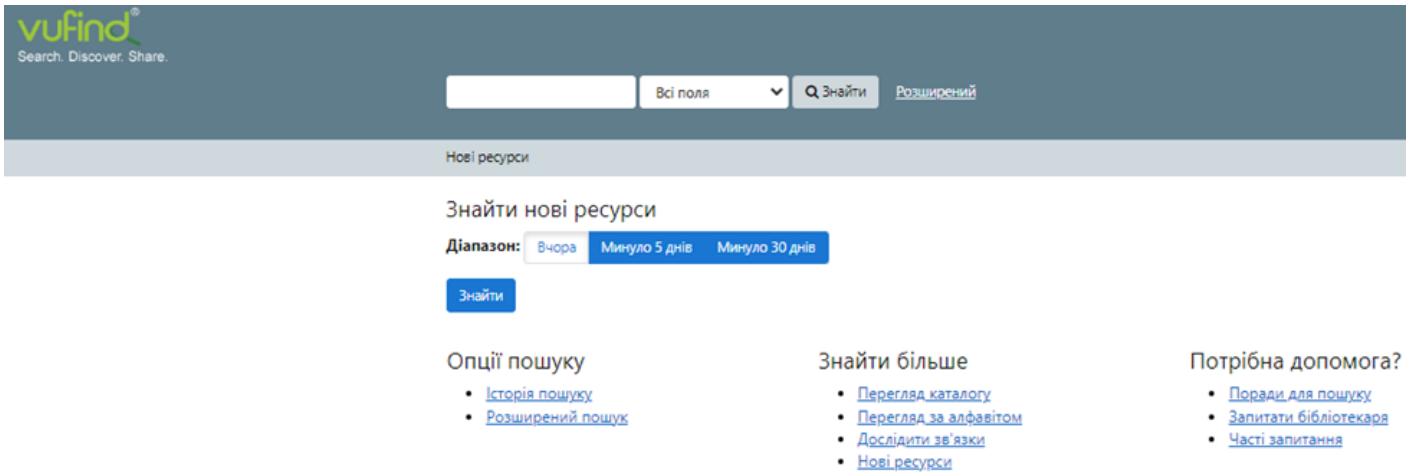 vufind®
Search. Discover. Share.
Всі поля Знайти Розширений
Нові ресурси
Знайти нові ресурси
Діапазон: Вчора Минуло 5 днів Минуло 30 днів
Знайти
Опції пошуку
Історія пошуку
Розширений пошук
Знайти більше
Перегляд каталогу
Перегляд за алфавітом
Дослідити зв'язки
Нові ресурси
Потрібна допомога?
Поради для пошуку
Запитати бібліотекаря
Часті запитання